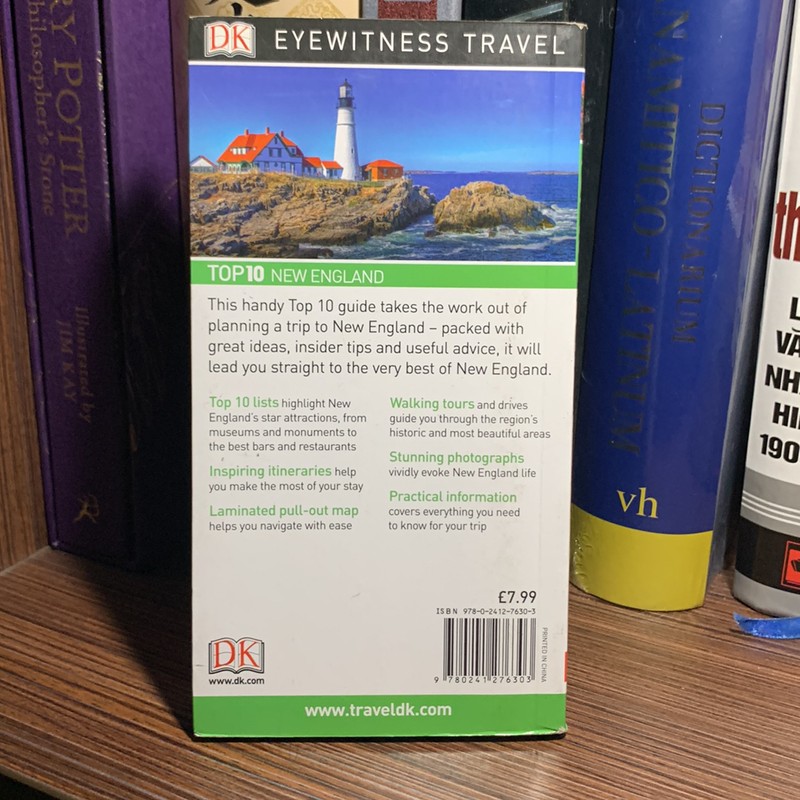 RY POTTER
Philosopher's Stone
Illustrated by
JIM KAY
DK EYEWITNESS TRAVEL
TOP10 NEW ENGLAND
This handy Top 10 guide takes the work out of
planning a trip to New England – packed with
great ideas, insider tips and useful advice, it will
lead you straight to the very best of New England.
Top 10 lists highlight New
England's star attractions, from
museums and monuments to
the best bars and restaurants
Inspiring itineraries help
you make the most of your stay
Laminated pull-out map
helps you navigate with ease
Walking tours and drives
guide you through the region's
historic and most beautiful areas
Stunning photographs
vividly evoke New England life
Practical information
covers everything you need
to know for your trip
£7.99
ISBN 978-0-2412-7630-3
9 780241 276303
PRINTED IN CHINA
DK
www.dk.com
www.traveldk.com
DICTIONARIUM
NAMITICO-LATINUM
vh
th
NH
190